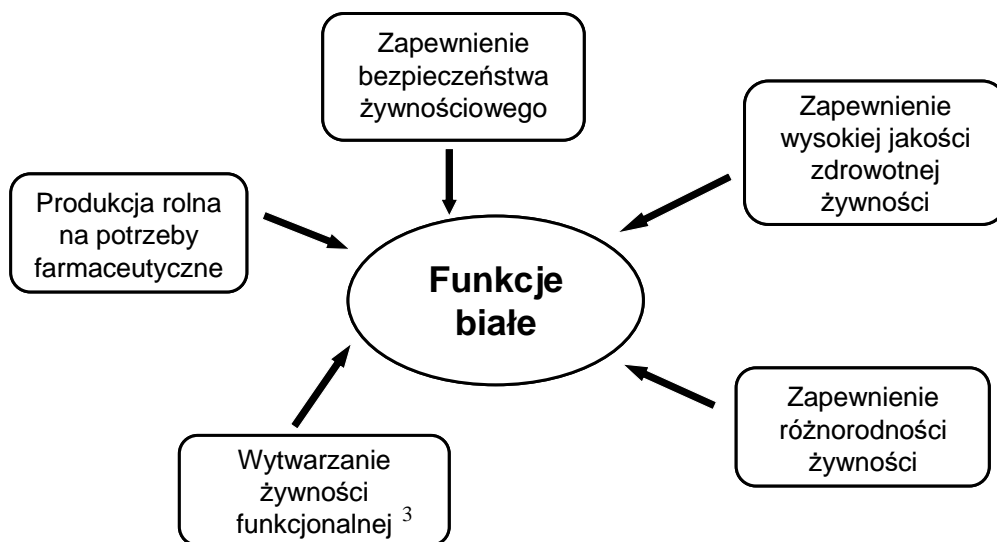 Zapewnienie
bezpieczeństwa
żywnościowego
Zapewnienie
wysokiej jakości
zdrowotnej
żywności
Produkcja rolna
na potrzeby
farmaceutyczne
Funkcje
białe
Zapewnienie
różnorodności
żywności
Wytwarzanie
żywności
funkcjonalnej 3